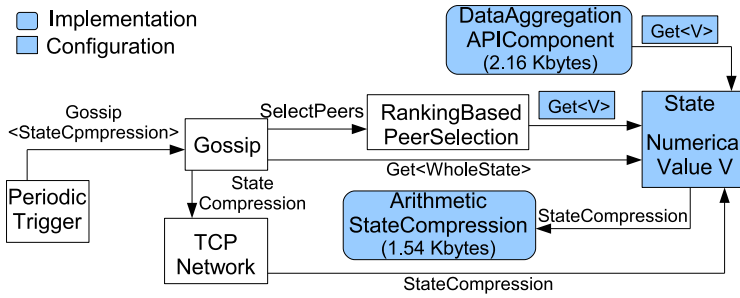 Implementation
Configuration
DataAggregation
APIComponent
(2.16 Kbytes)
Get<V>
Gossip
<StateCpmpression>
SelectPeers
RankingBased
PeerSelection
Get<V>
State
Numerical
Value V
Gossip
Get<WholeState>
Periodic
Trigger
State
Compression
Arithmetic
StateCompression
(1.54 Kbytes)
StateCompression
TCP
Network
StateCompression